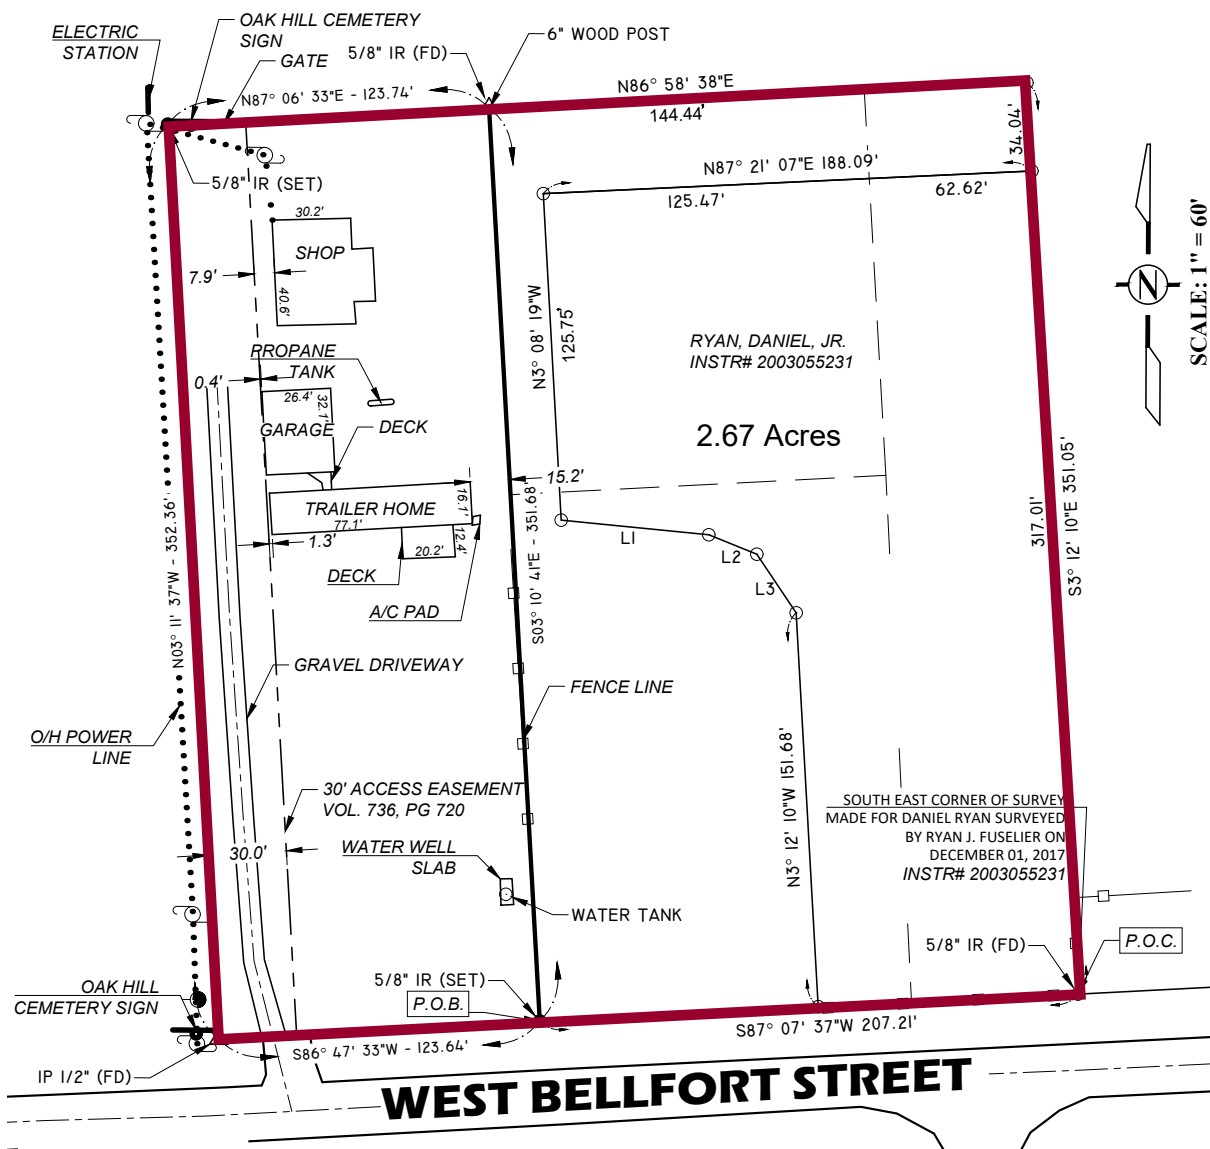 ELECTRIC
STATION
OAK HILL CEMETERY
SIGN
GATE
5/8" IR (FD)
6" WOOD POST
N87° 06' 33"E - 123.74'
N86° 58' 38"E
144.44'
34.04'
5/8" IR (SET)
N87° 21' 07"E 188.09'
125.47'
62.62'
30.2'
SHOP
7.9'
40.6'
N3° 08' 19"W
125.75'
RYAN, DANIEL, JR.
INSTR# 2003055231
SCALE: 1" = 60'
N
PROPANE
TANK
0.4'
26.4'
32.1'
GARAGE
DECK
2.67 Acres
15.2'
TRAILER HOME
16.1'
77.1'
1.3'
20.2'
12.4'
DECK
A/C PAD
N03° 11' 37"W - 352.36'
S03° 10' 41"E - 351.68'
L1
L2
L3
317.01'
S3° 12' 10"E 351.05'
GRAVEL DRIVEWAY
FENCE LINE
O/H POWER
LINE
30' ACCESS EASEMENT
VOL. 736, PG 720
30.0'
WATER WELL
SLAB
WATER TANK
N3° 12' 10"W 151.68'
SOUTH EAST CORNER OF SURVEY
MADE FOR DANIEL RYAN SURVEYED
BY RYAN J. FUSELIER ON
DECEMBER 01, 2017
INSTR# 2003055231
5/8" IR (FD)
P.O.C.
OAK HILL
CEMETERY SIGN
5/8" IR (SET)
P.O.B.
S87° 07' 37"W 207.21'
S86° 47' 33"W - 123.64'
IP 1/2" (FD)
WEST BELLFORT STREET